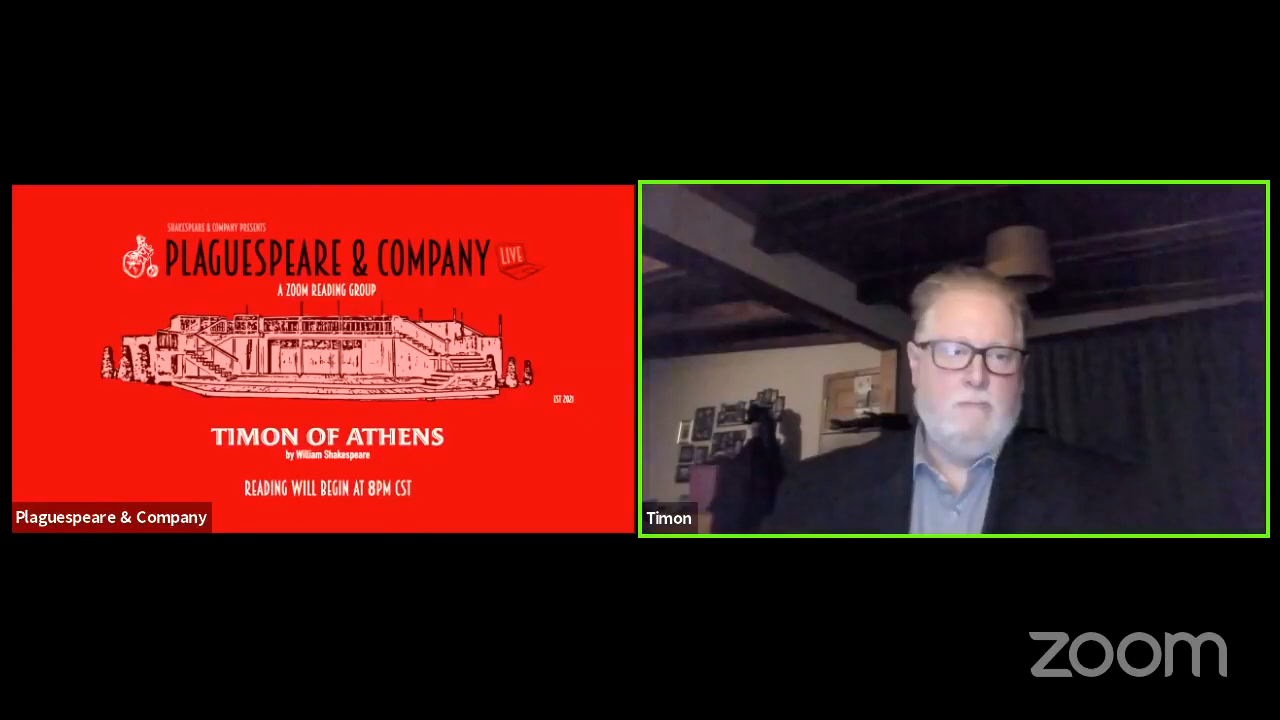 SHAKESPEARE & COMPANY PRESENTS
PLAGUESPEARE & COMPANY
LIVE
A ZOOM READING GROUP
EST 2021
TIMON OF ATHENS
by William Shakespeare
READING WILL BEGIN AT 8PM CST
Plaguespeare & Company
Timon
zoom